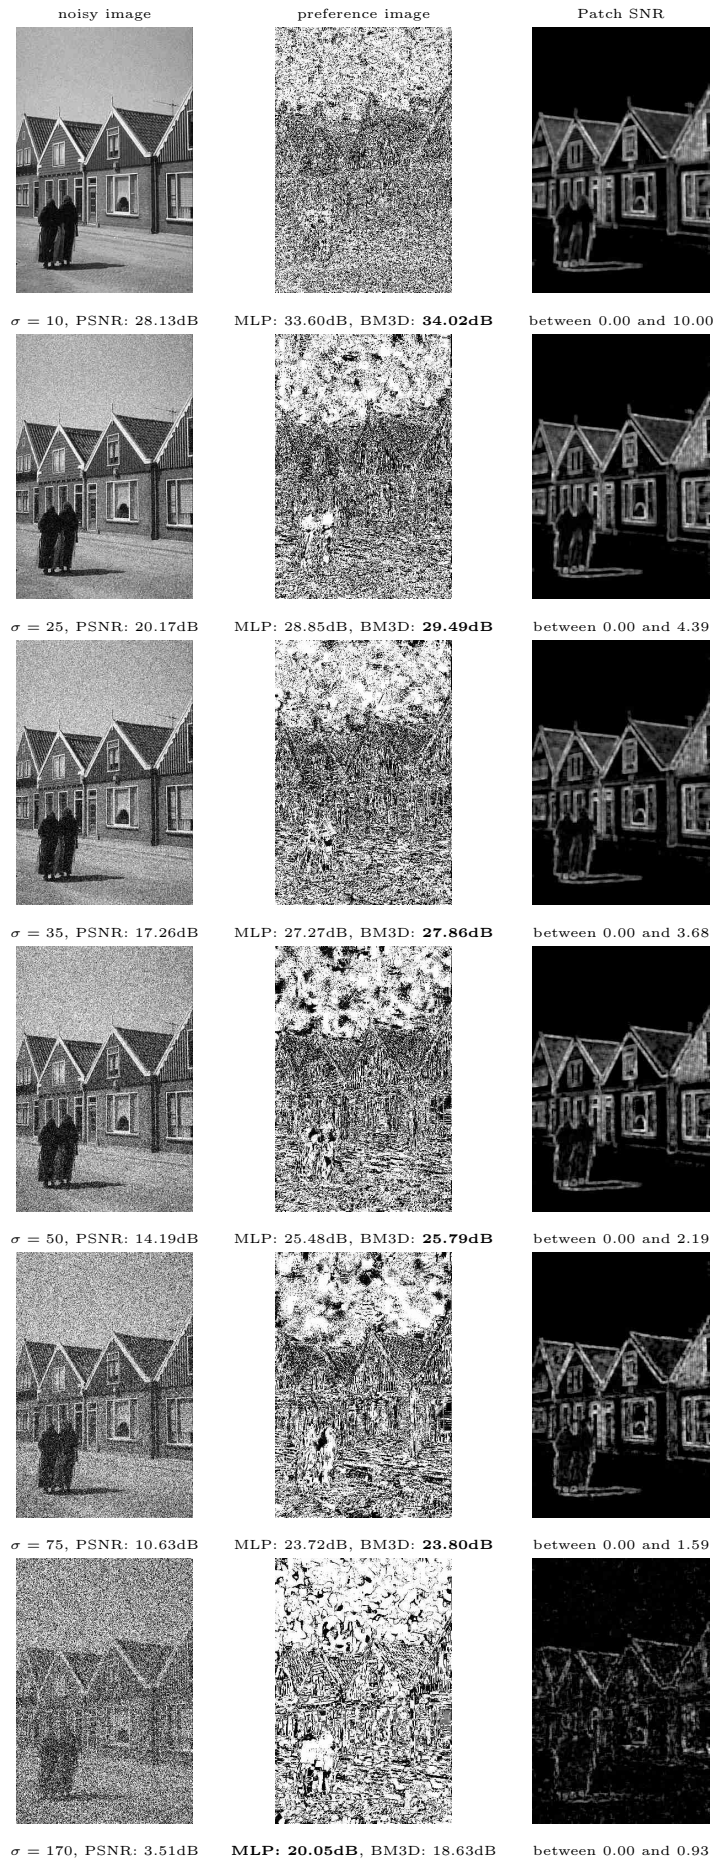 noisy image preference image Patch SNR
σ = 10, PSNR: 28.13dB MLP: 33.60dB, BM3D: 34.02dB between 0.00 and 10.00
σ = 25, PSNR: 20.17dB MLP: 28.85dB, BM3D: 29.49dB between 0.00 and 4.39
σ = 35, PSNR: 17.26dB MLP: 27.27dB, BM3D: 27.86dB between 0.00 and 3.68
σ = 50, PSNR: 14.19dB MLP: 25.48dB, BM3D: 25.79dB between 0.00 and 2.19
σ = 75, PSNR: 10.63dB MLP: 23.72dB, BM3D: 23.80dB between 0.00 and 1.59
σ = 170, PSNR: 3.51dB MLP: 20.05dB, BM3D: 18.63dB between 0.00 and 0.93